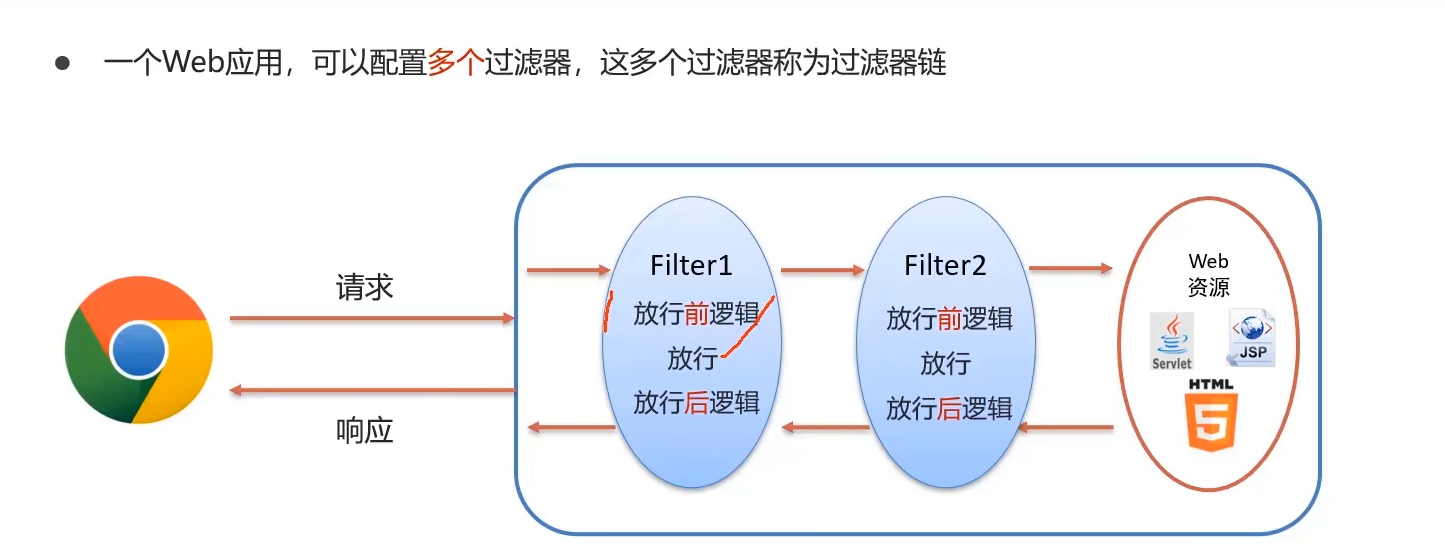 ● 一个Web应用，可以配置多个过滤器，这多个过滤器称为过滤器链
请求
响应
Filter1
放行前逻辑
放行
放行后逻辑
Filter2
放行前逻辑
放行
放行后逻辑
Web
资源
Servlet
JSP
HTML
5